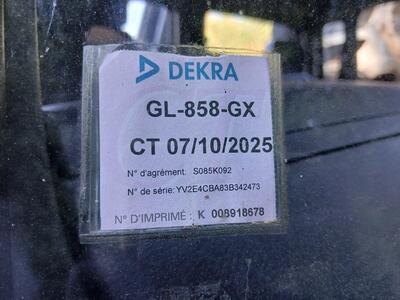 DEKRA
GL-858-GX
CT 07/10/2025
N° d'agrément: S085K092
N° de série: YV2E4CBA83B342473
N° D'IMPRIMÉ : K 008918678